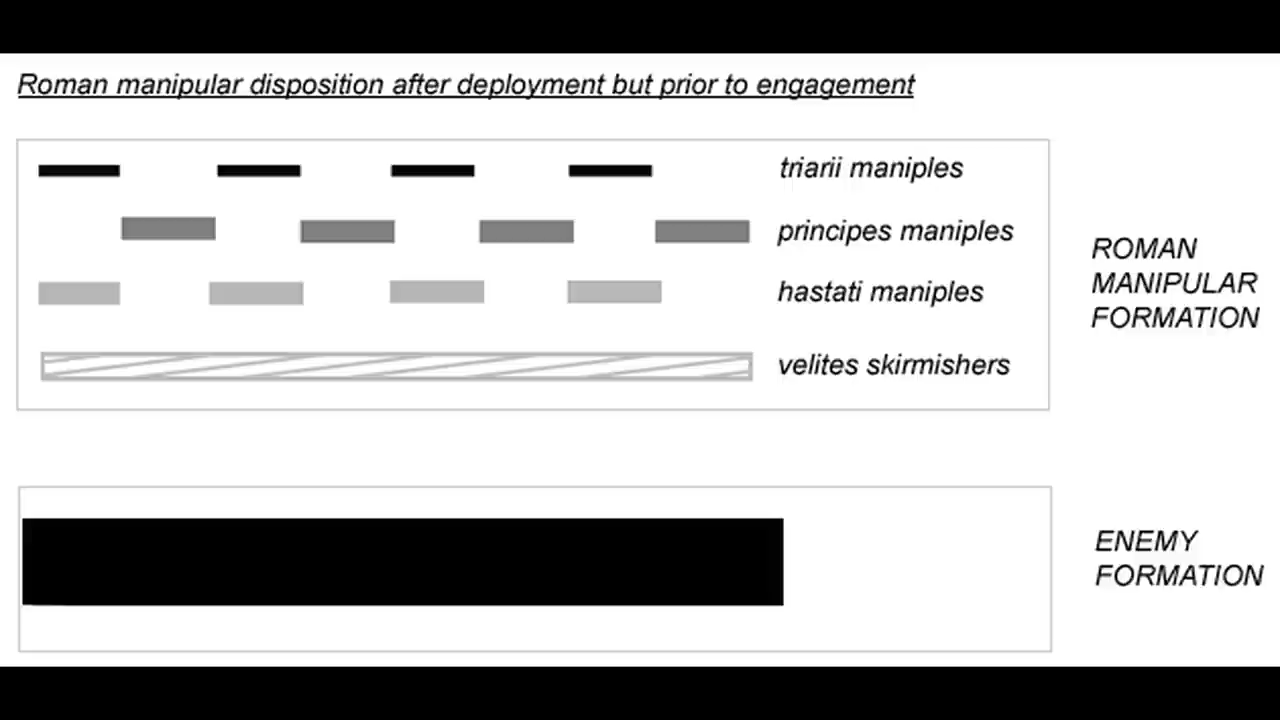 Roman manipular disposition after deployment but prior to engagement
triarii maniples
principes maniples
hastati maniples
velites skirmishers
ROMAN
MANIPULAR
FORMATION
ENEMY
FORMATION